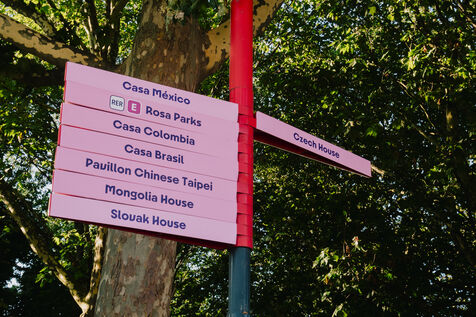 Casa México
RER E Rosa Parks
Casa Colombia
Casa Brasil
Pavillon Chinese Taipei
Mongolia House
Slovak House
Czech House